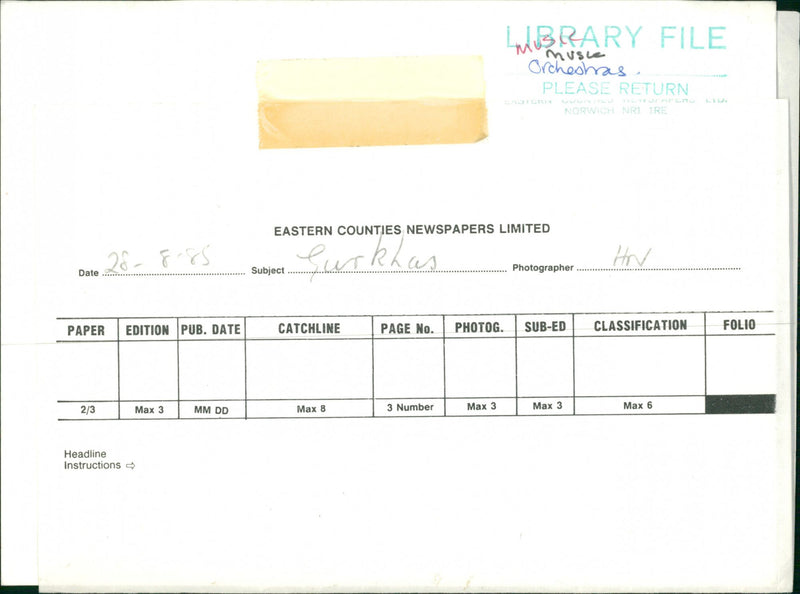 LIBRARY FILE
MUSIC
MUSIC
Orchestras.
PLEASE RETURN
EASTERN COUNTIES NEWSPAPERS LTD.
NORWICH NR1 1RE
EASTERN COUNTIES NEWSPAPERS LIMITED
Date 28-8-85 Subject Gurkhas Photographer
PAPER EDITION PUB. DATE CATCHLINE PAGE No. PHOTOG. SUB-ED CLASSIFICATION FOLIO
2/3 Max 3 MM DD Max 8 3 Number Max 3 Max 3 Max 6
Headline
Instructions ⇨